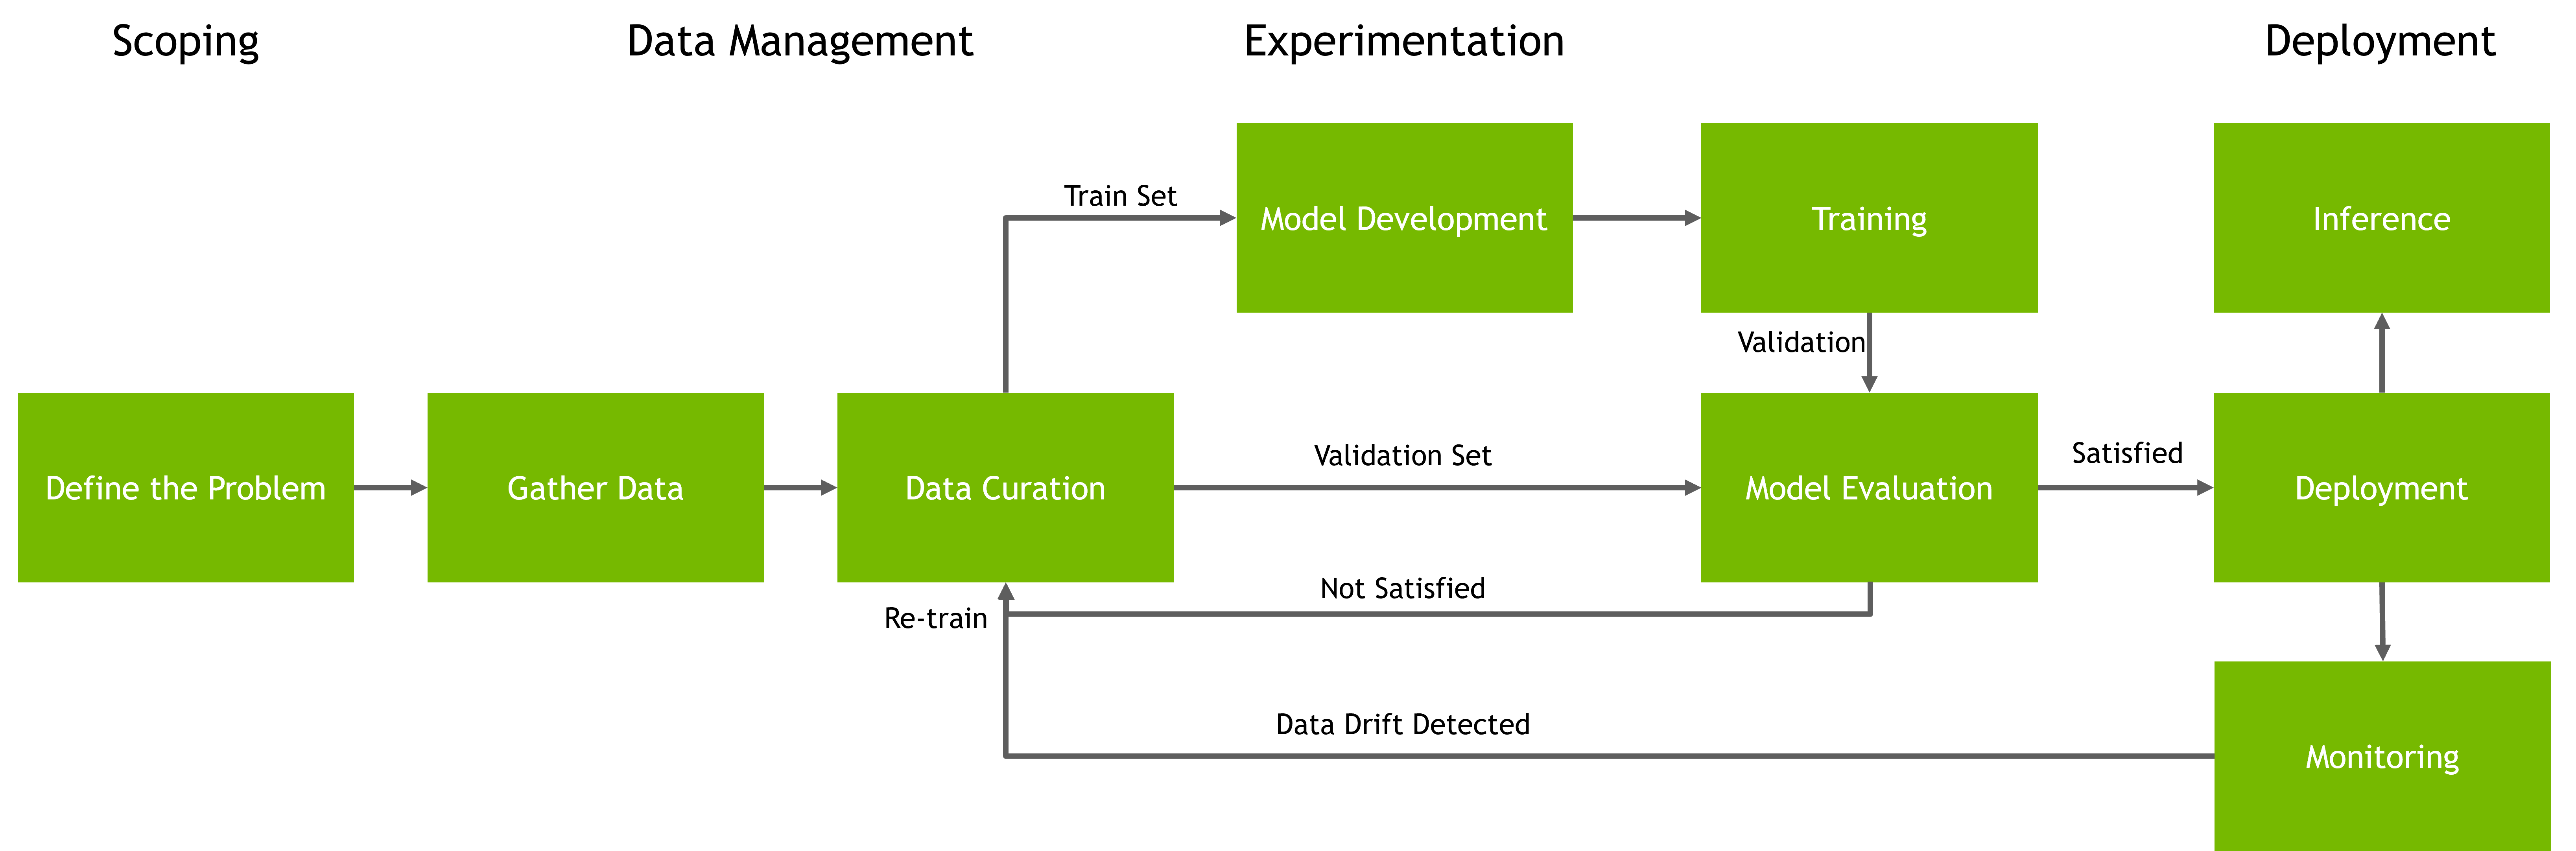 Scoping
Data Management
Experimentation
Deployment
Train Set
Model Development
Training
Inference
Validation
Define the Problem
Gather Data
Data Curation
Validation Set
Model Evaluation
Satisfied
Deployment
Not Satisfied
Re-train
Data Drift Detected
Monitoring